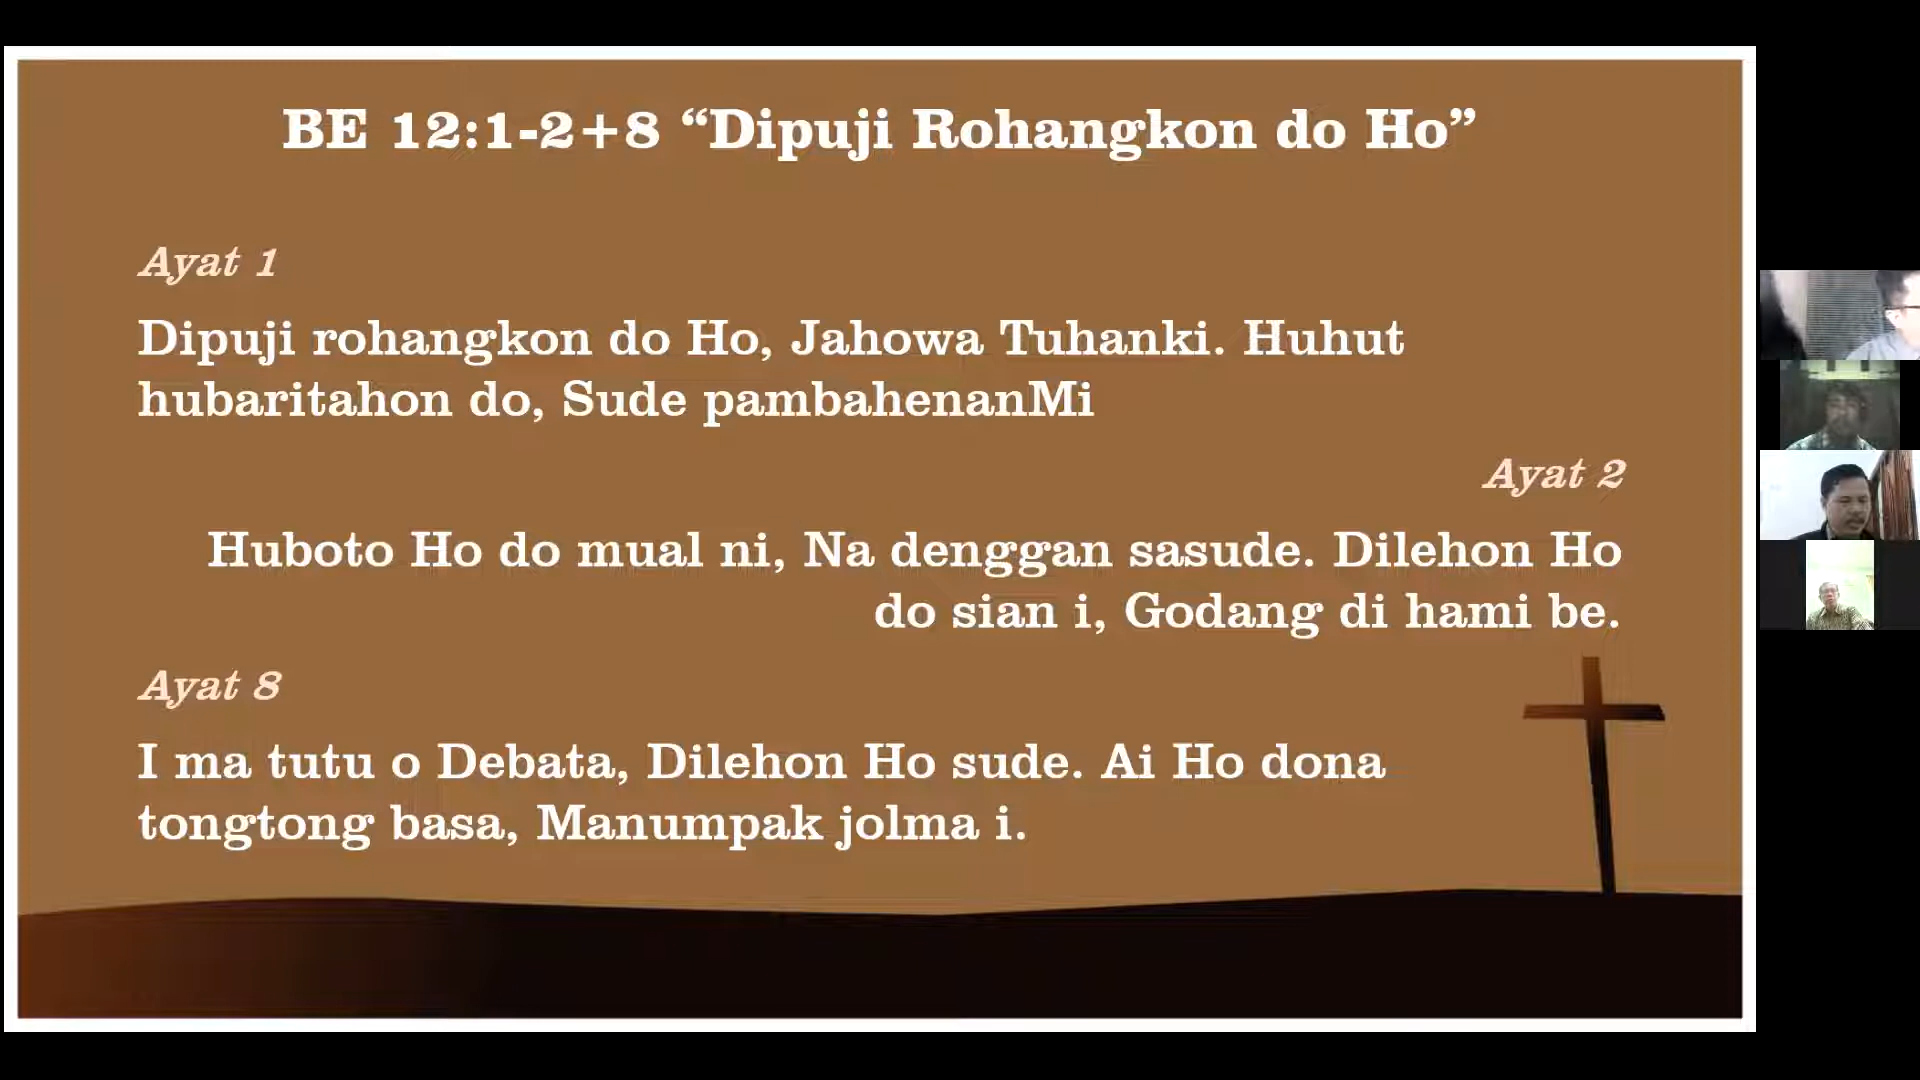 BE 12:1-2+8 “Dipuji Rohangkon do Ho”
Ayat 1
Dipuji rohangkon do Ho, Jahowa Tuhanki. Huhut
hubaritahon do, Sude pambahenanMi
Ayat 2
Huboto Ho do mual ni, Na denggan sasude. Dilehon Ho
do sian i, Godang di hami be.
Ayat 8
I ma tutu o Debata, Dilehon Ho sude. Ai Ho dona
tongtong basa, Manumpak jolma i.